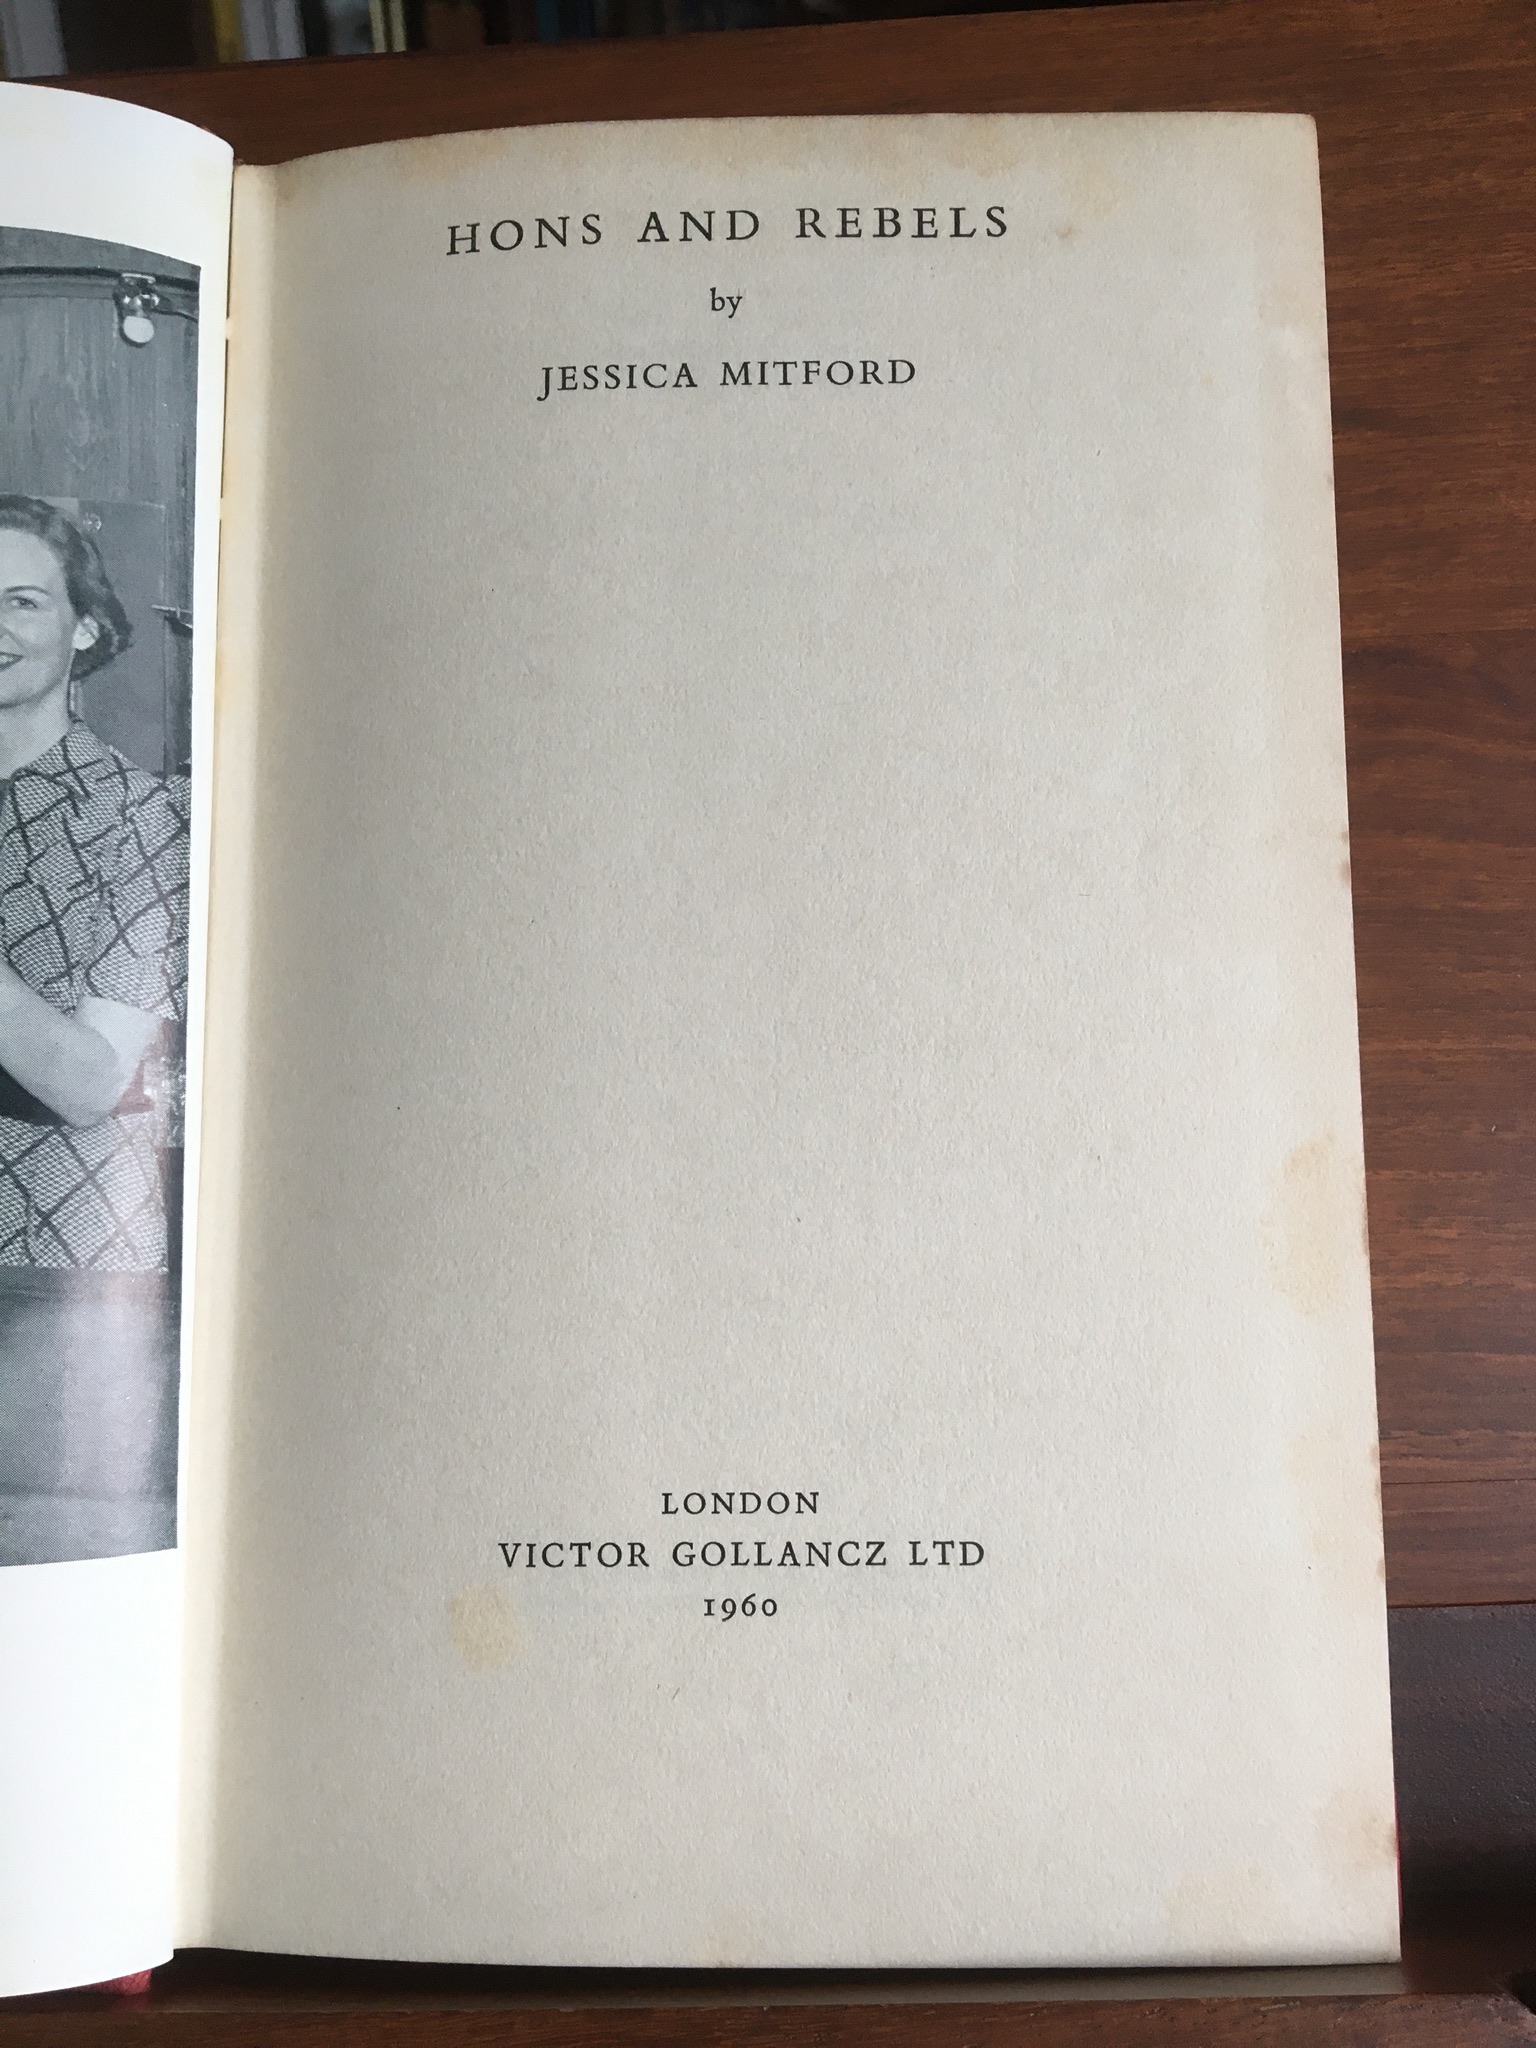 HONS AND REBELS
by
JESSICA MITFORD
LONDON
VICTOR GOLLANCZ LTD
1960